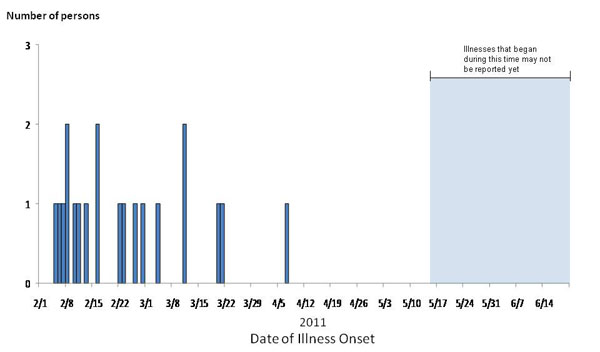 Number of persons
3
Illnesses that began
during this time may not
be reported yet
2
1
0
2/1 2/8 2/15 2/22 3/1 3/8 3/15 3/22 3/29 4/5 4/12 4/19 4/26 5/3 5/10 5/17 5/24 5/31 6/7 6/14
2011
Date of Illness Onset